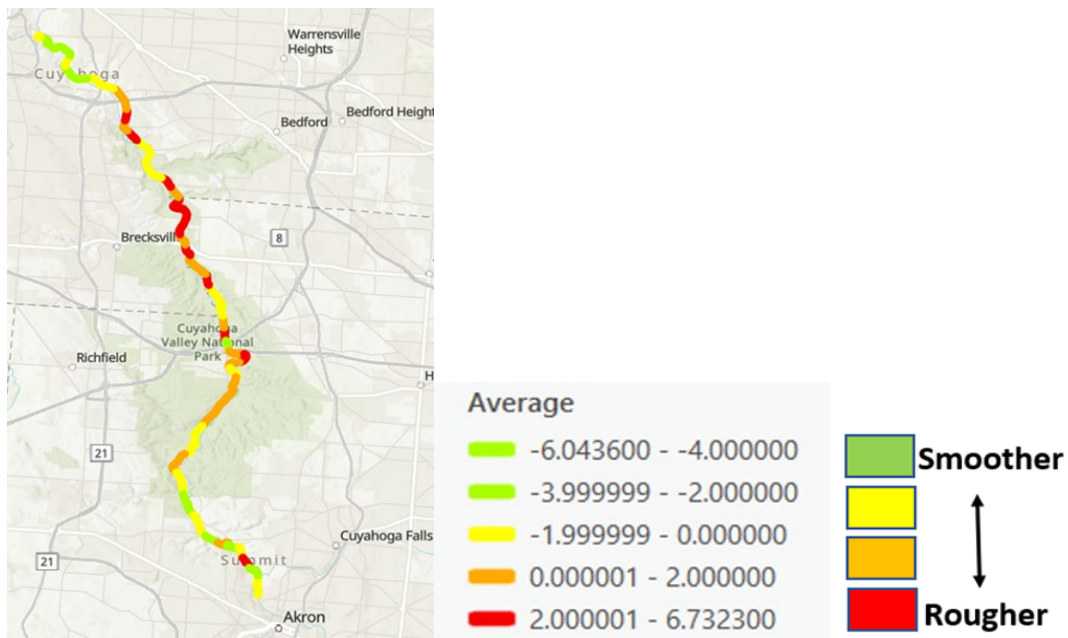 Warrensville
Heights
Cuyahoga
Bedford Height
Bedford
Brecksvill
8
Cuyahoga
Valley National
Park
Richfield
H
21
Cuyahoga Falls
21
Summit
Akron
Average
-6.043600 - -4.000000
-3.999999 - -2.000000
-1.999999 - 0.000000
0.000001 - 2.000000
2.000001 - 6.732300
Smoother
Rougher